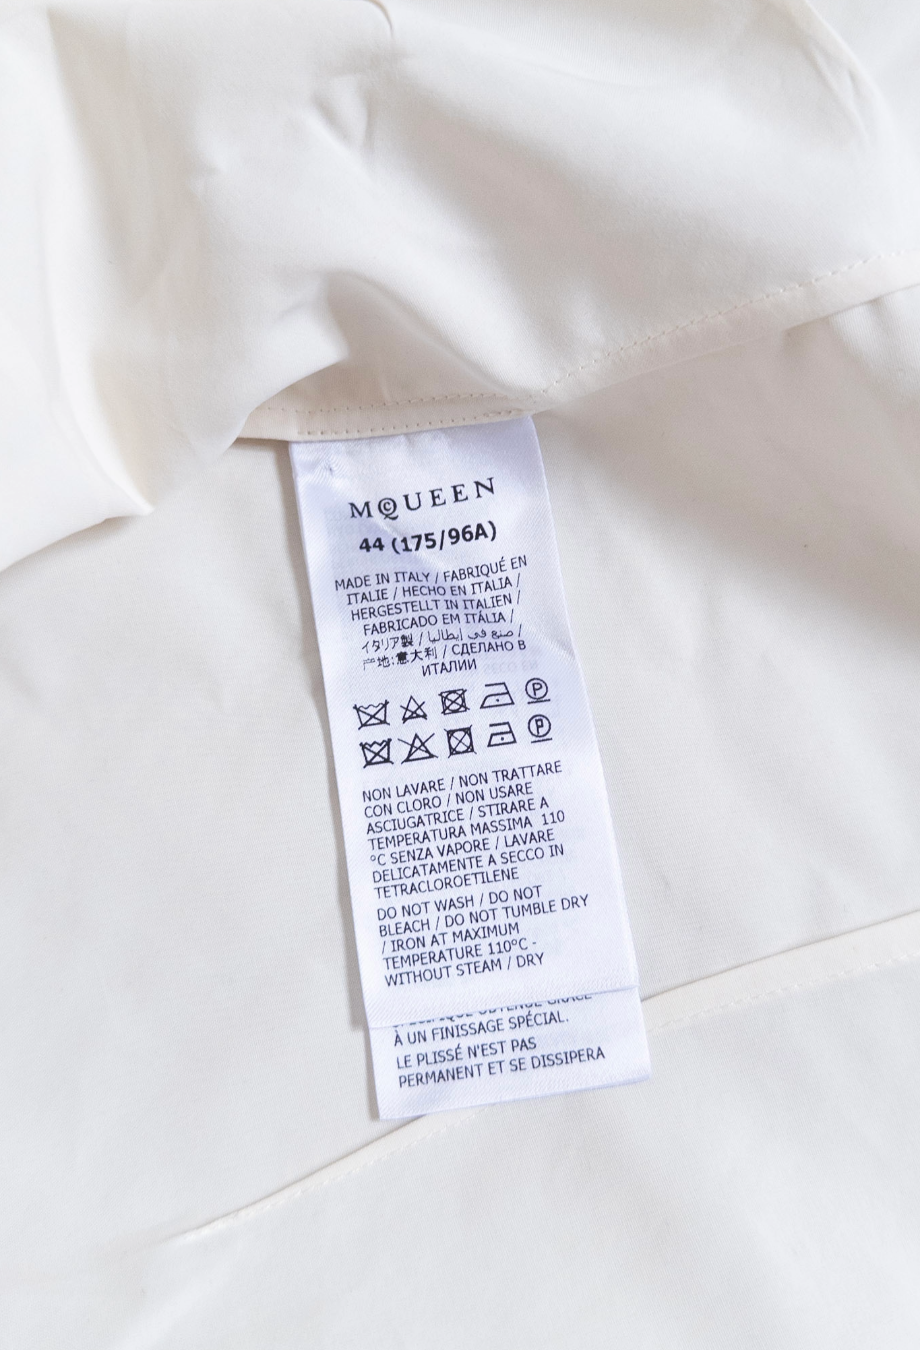 MCQUEEN
44 (175/96A)
MADE IN ITALY / FABRIQUÉ EN
ITALIE / HECHO EN ITALIA /
HERGESTELLT IN ITALIEN /
FABRICADO EM ITÁLIA /
イタリア製 / صنع في إيطاليا /
产地:意大利 / СДЕЛАНО В
ИТАЛИИ
P
P
NON LAVARE / NON TRATTARE
CON CLORO / NON USARE
ASCIUGATRICE / STIRARE A
TEMPERATURA MASSIMA 110
°C SENZA VAPORE / LAVARE
DELICATAMENTE A SECCO IN
TETRACLOROETILENE
DO NOT WASH / DO NOT
BLEACH / DO NOT TUMBLE DRY
/ IRON AT MAXIMUM
TEMPERATURE 110°C -
WITHOUT STEAM / DRY
OBTENUE GRÂCE
À UN FINISSAGE SPÉCIAL.
LE PLISSÉ N'EST PAS
PERMANENT ET SE DISSIPERA